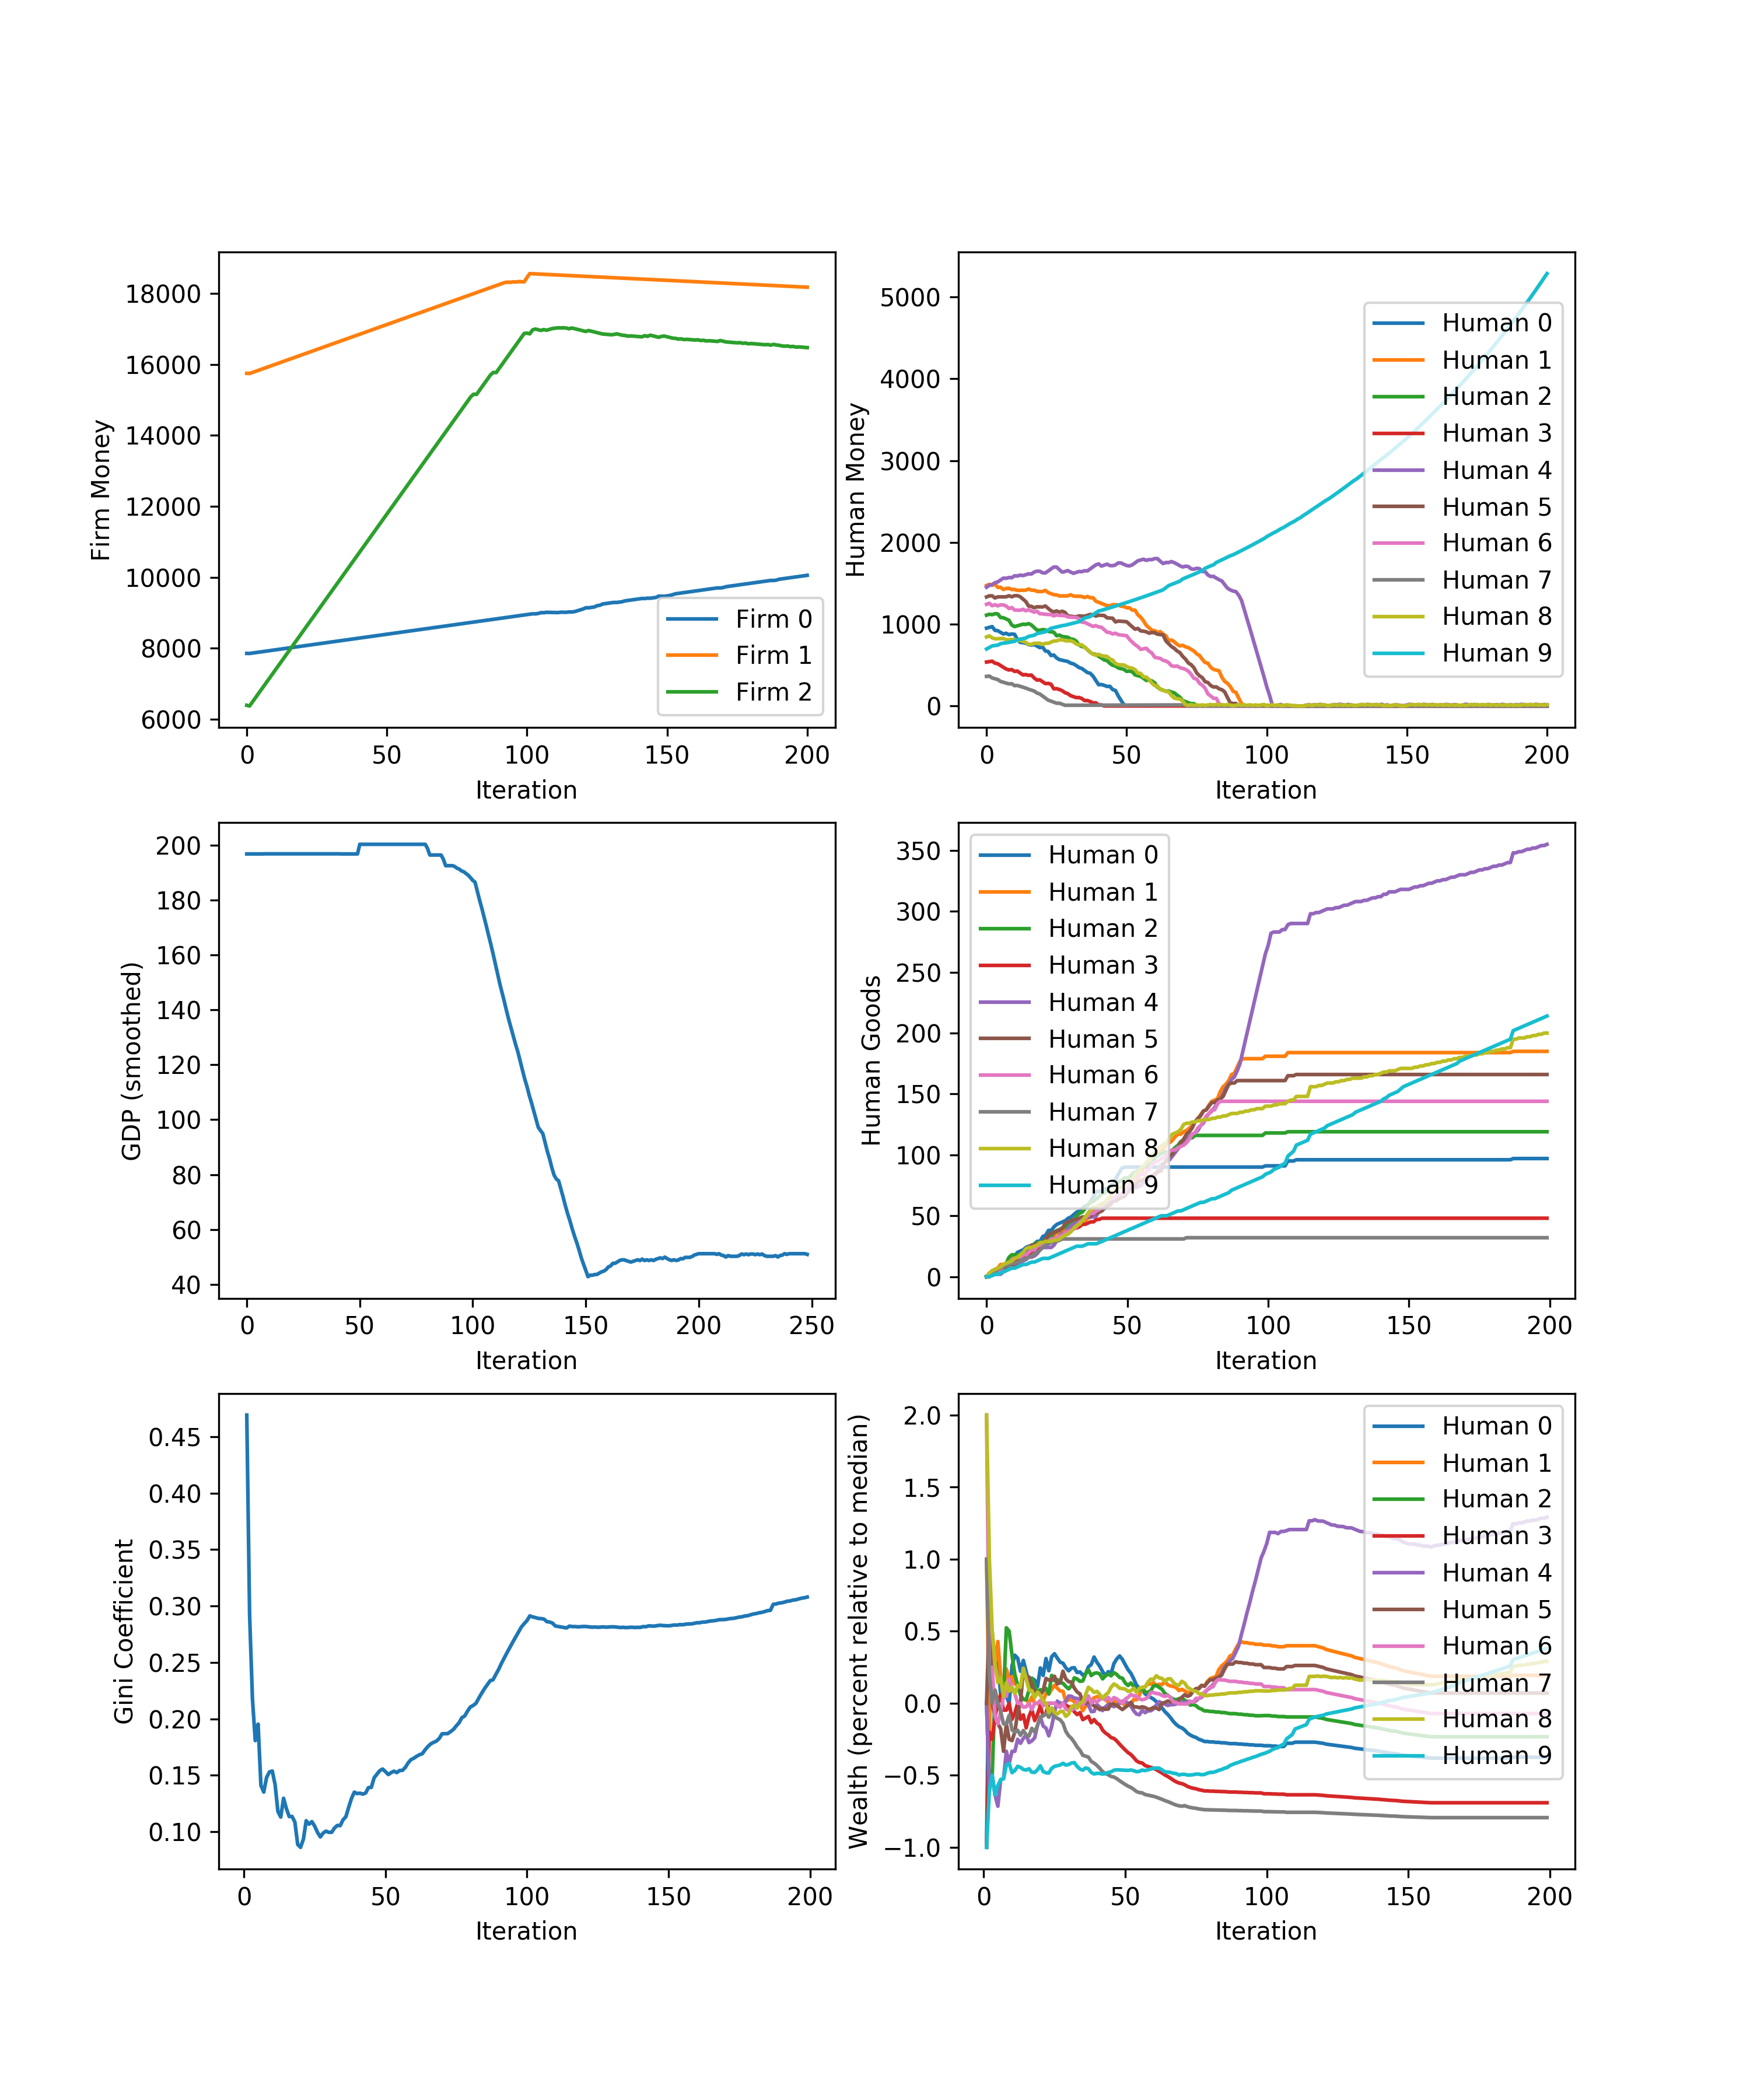 Firm Money
18000
16000
14000
12000
10000
8000
6000
0
50
100
150
200
Iteration
Firm 0
Firm 1
Firm 2
Human Money
5000
4000
3000
2000
1000
0
0
50
100
150
200
Iteration
Human 0
Human 1
Human 2
Human 3
Human 4
Human 5
Human 6
Human 7
Human 8
Human 9
GDP (smoothed)
200
180
160
140
120
100
80
60
40
0
50
100
150
200
250
Iteration
Human Goods
350
300
250
200
150
100
50
0
0
50
100
150
200
Iteration
Human 0
Human 1
Human 2
Human 3
Human 4
Human 5
Human 6
Human 7
Human 8
Human 9
Gini Coefficient
0.45
0.40
0.35
0.30
0.25
0.20
0.15
0.10
0
50
100
150
200
Iteration
Wealth (percent relative to median)
2.0
1.5
1.0
0.5
0.0
−0.5
−1.0
0
50
100
150
200
Iteration
Human 0
Human 1
Human 2
Human 3
Human 4
Human 5
Human 6
Human 7
Human 8
Human 9